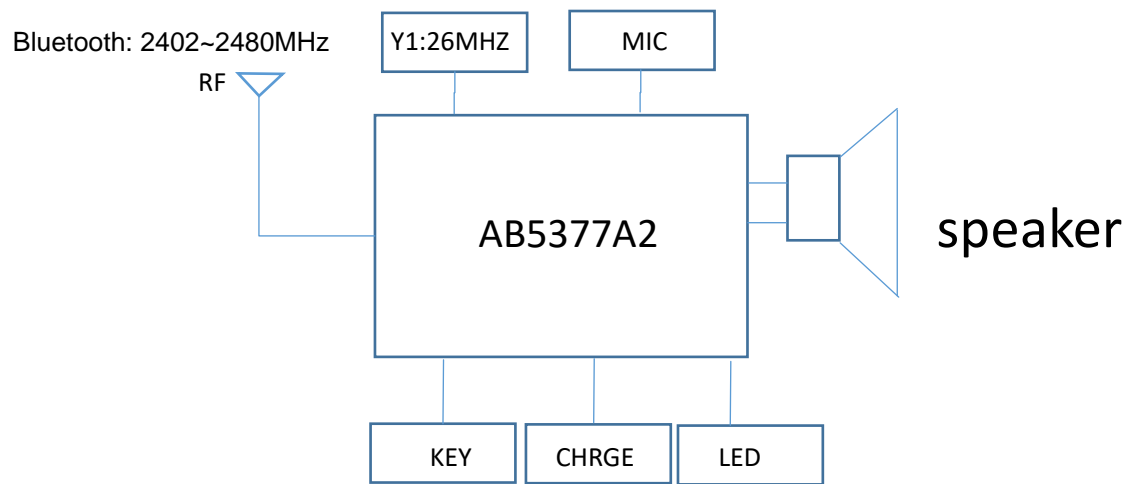 Bluetooth: 2402~2480MHz
RF
Y1:26MHZ
MIC
AB5377A2
speaker
KEY
CHRGE
LED